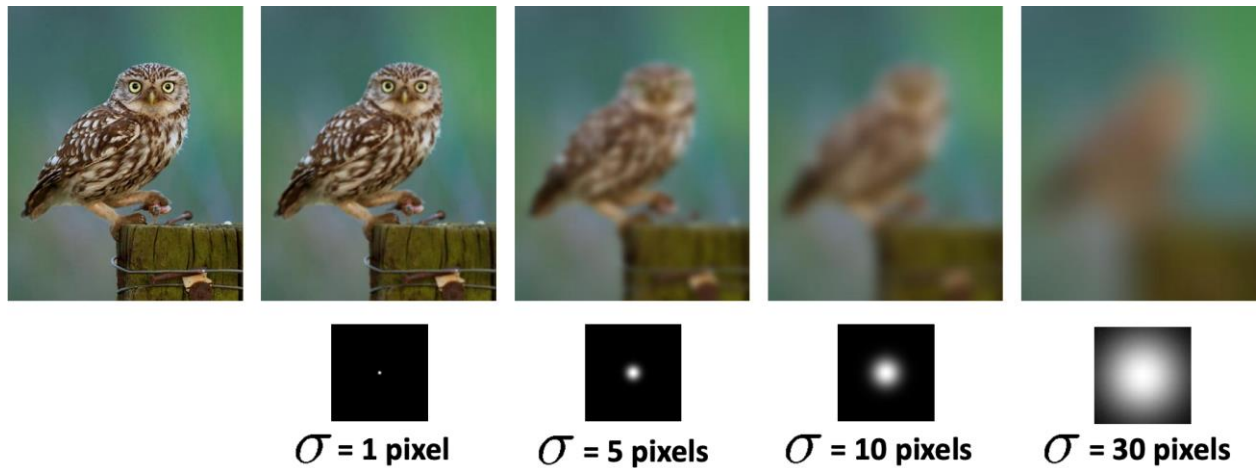 σ = 1 pixel
σ = 5 pixels
σ = 10 pixels
σ = 30 pixels